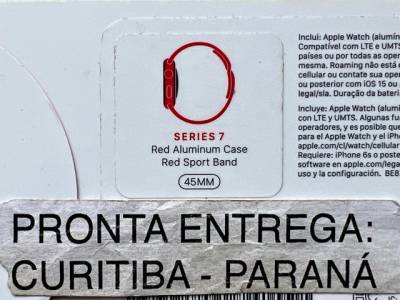 SERIES 7
Red Aluminum Case
Red Sport Band
45MM
Inclui: Apple Watch (alumín
Compatível com LTE e UMTS
países ou por todas as oper
mesma. Roaming não está
cellular ou contate sua oper
ou posterior com iOS 15 ou
legal/sla. Duração da bateri
Incluye: Apple Watch (alumi
con LTE y UMTS. Algunas fu
operadores, y es posible que
para el Apple Watch y el iPh
apple.com/cl/watch/cellular
Requiere: iPhone 6s o poste
software en apple.com/lega
uso y la configuración. BE8
PRONTA ENTREGA:
CURITIBA - PARANÁ